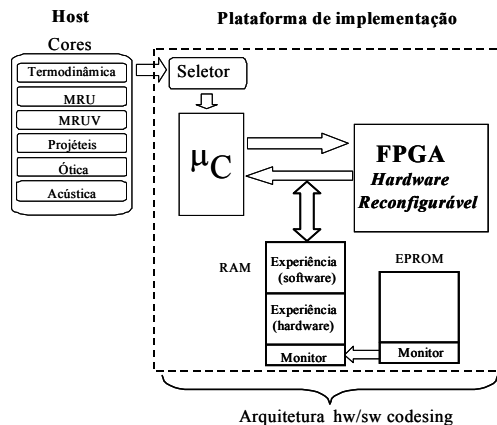 Host
Plataforma de implementação
Cores
Termodinâmica
MRU
MRUV
Projéteis
Ótica
Acústica
Seletor
μC
FPGA
Hardware
Reconfigurável
RAM
Experiência
(software)
Experiência
(hardware)
Monitor
EPROM
Monitor
Arquitetura hw/sw codesing